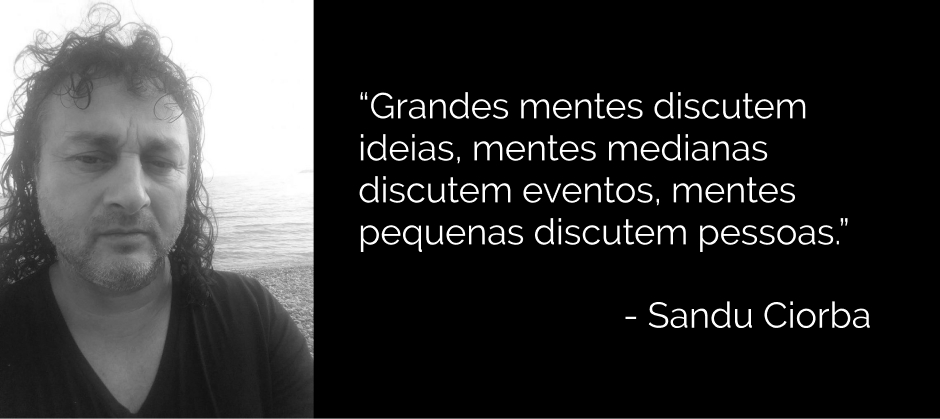 “Grandes mentes discutem
ideias, mentes medianas
discutem eventos, mentes
pequenas discutem pessoas.”
- Sandu Ciorba